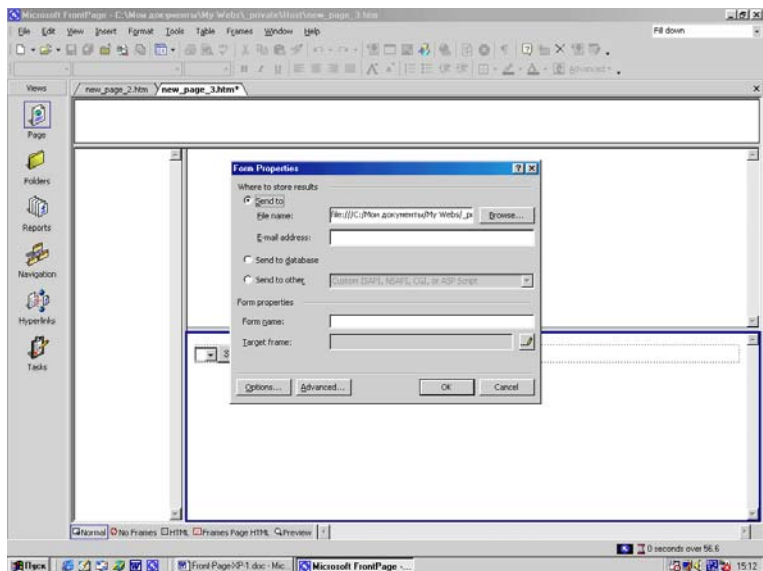 Microsoft FrontPage - C:\Мои документы\My Webs\_private\Host\new_page_3.htm
File Edit View Insert Format Tools Table Frames Window Help
Fill down
Advanced
Views
new_page_2.htm
new_page_3.htm*
Page
Folders
Reports
Navigation
Hyperlinks
Tasks
Form Properties
Where to store results
Send to
File name:
file:///C:/Мои документы/My Webs/_pr
Browse...
E-mail address:
Send to database
Send to other
Custom ISAPI, NSAPI, CGI, or ASP Script
Form properties
Form name:
Target frame:
Options...
Advanced...
OK
Cancel
Normal No Frames HTML Frames Page HTML Preview
0 seconds over 56.6
Пуск
Front-Page-XP-1.doc - Mic...
Microsoft FrontPage -...
15:12